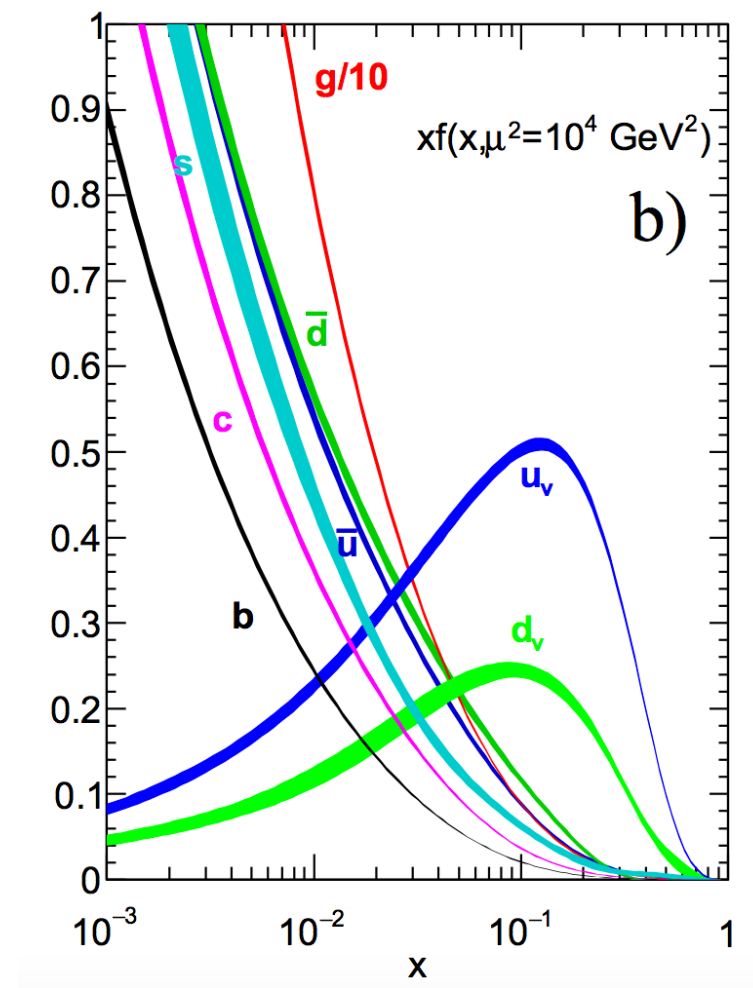 1
g/10
0.9
xf(x,μ²=10⁴ GeV²)
s
0.8
b)
0.7
d̅
0.6
c
0.5
u_v
0.4
u̅
b
0.3
d_v
0.2
0.1
0
10⁻³ 10⁻² 10⁻¹ 1
x